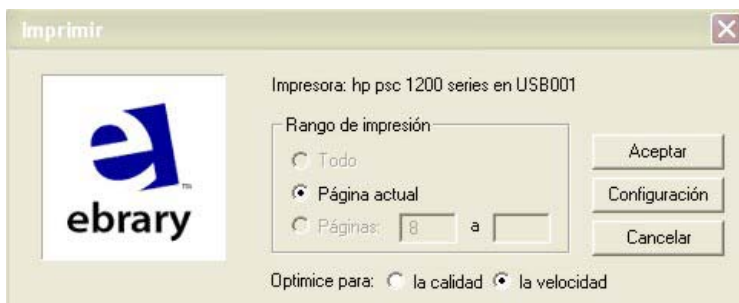 Imprimir
Impresora: hp psc 1200 series en USB001
Rango de impresión
Todo
Página actual
Páginas: 8 a
Aceptar
Configuración
Cancelar
e
ebrary™
Optimice para: la calidad la velocidad